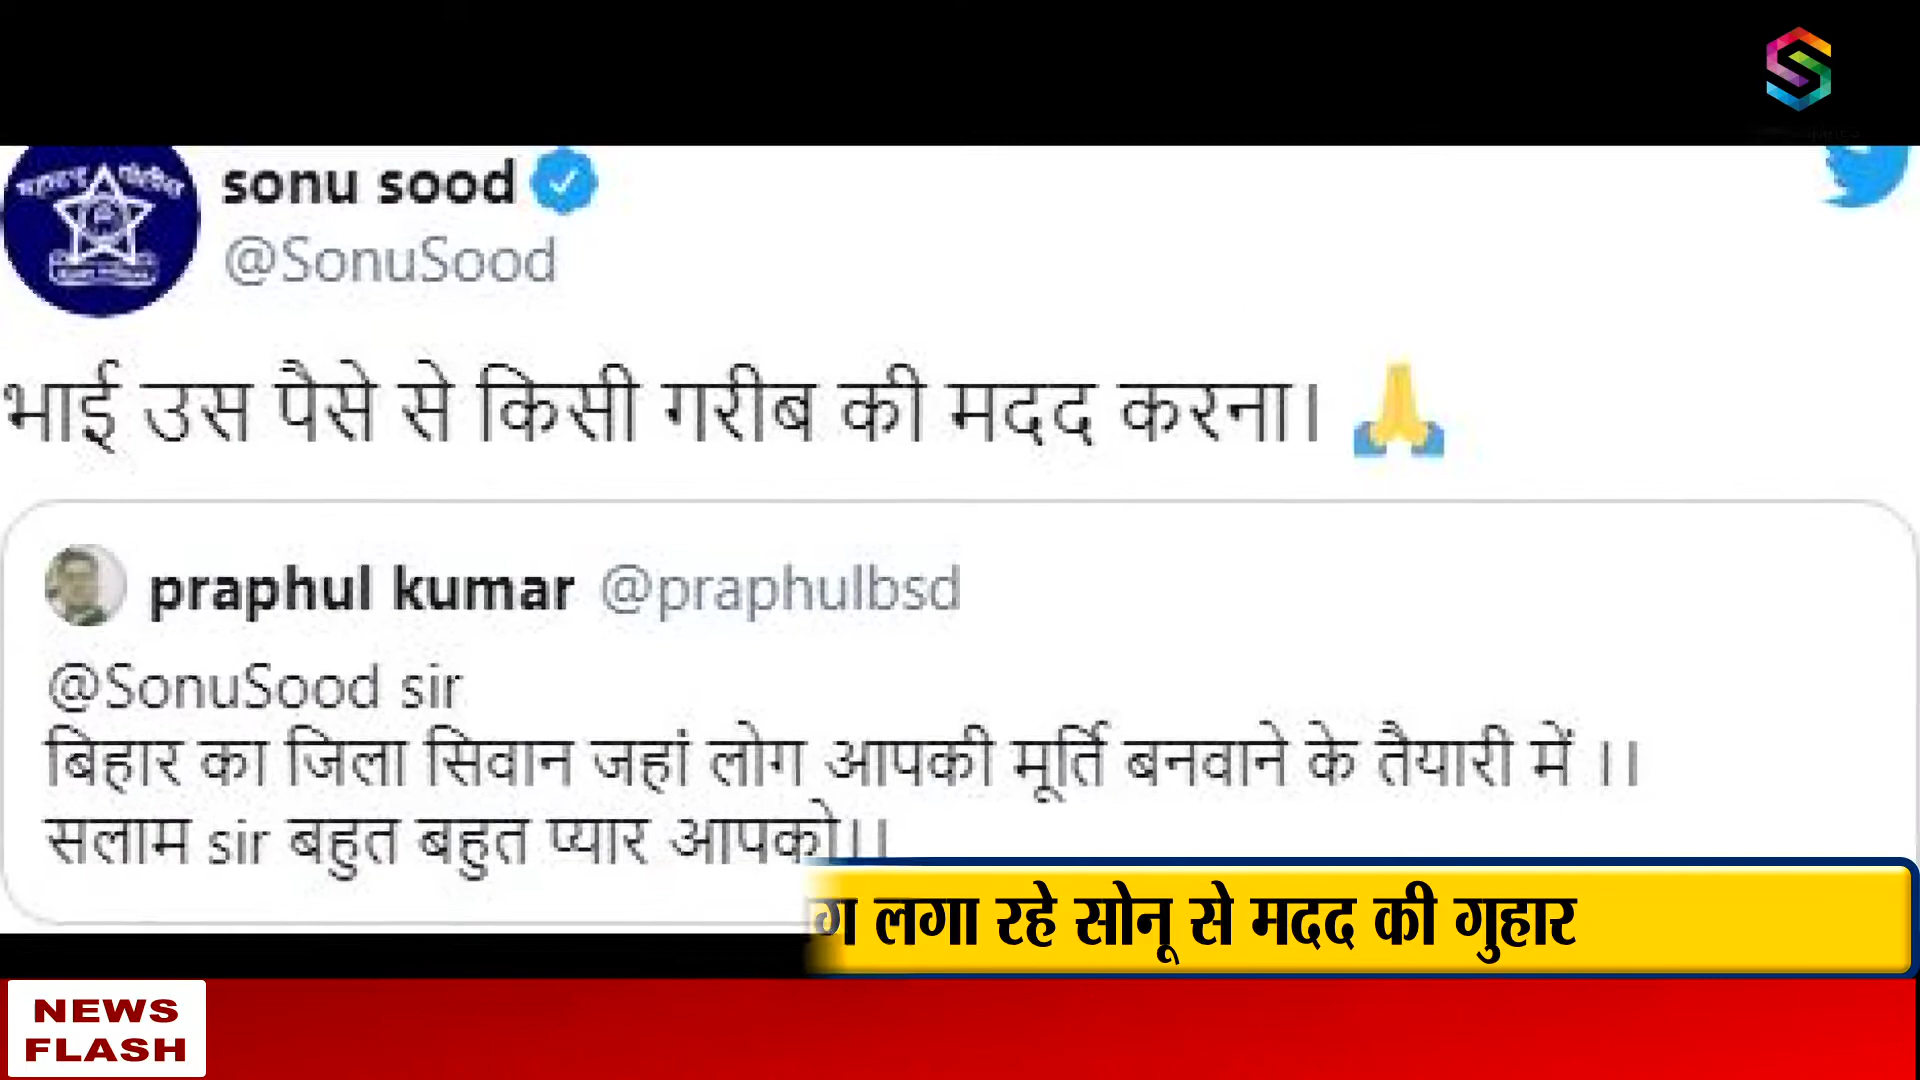 sonu sood
@SonuSood
भाई उस पैसे से किसी गरीब की मदद करना। 🙏
praphul kumar @praphulbsd
@SonuSood sir
बिहार का जिला सिवान जहां लोग आपकी मूर्ति बनवाने के तैयारी में ।।
सलाम sir बहुत बहुत प्यार आपको।।
लगा रहे सोनू से मदद की गुहार
NEWS
FLASH